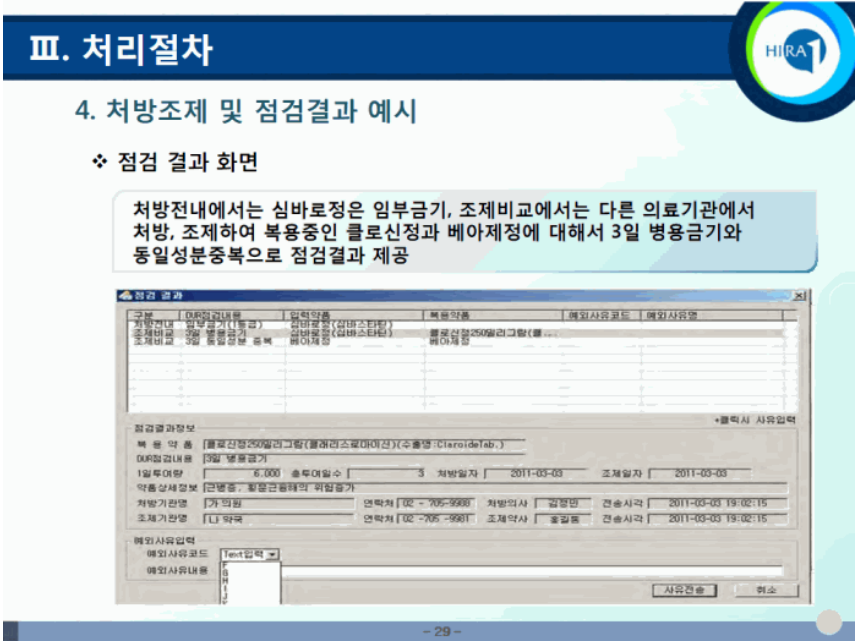 Ⅲ. 처리절차
HIRA
4. 처방조제 및 점검결과 예시
❖ 점검 결과 화면
처방전내에서는 심바로정은 임부금기, 조제비교에서는 다른 의료기관에서
처방, 조제하여 복용중인 클로신정과 베아제정에 대해서 3일 병용금기와
동일성분중복으로 점검결과 제공
점검 결과
구분 DUR점검내용 입력약품 복용약품 예외사유코드 예외사유명
처방전내 임부금기(1등급) 심바로정(심바스타틴)
조제비교 3일 병용금기 심바로정(심바스타틴) 클로신정250밀리그람(클...
조제비교 3일 동일성분 중복 베아제정 베아제정
*클릭시 사유입력
점검결과정보
복 용 약 품 클로신정250밀리그람(클래리스로마이신)(수출명:ClaroideTab.)
DUR점검내용 3일 병용금기
1일투여량 6.000 총투여일수 3 처방일자 2011-03-03 조제일자 2011-03-03
약품상세정보 근병증, 횡문근융해의 위험증가
처방기관명 가 의원 연락처 02 - 705-9988 처방의사 김정민 전송시각 2011-03-03 19:02:15
조제기관명 나 약국 연락처 02 -705 -9981 조제약사 홍길동 전송시각 2011-03-03 19:02:15
예외사유입력
예외사유코드 Text입력
F
G
H
I
J
예외사유내용
사유전송 취소
- 29 -